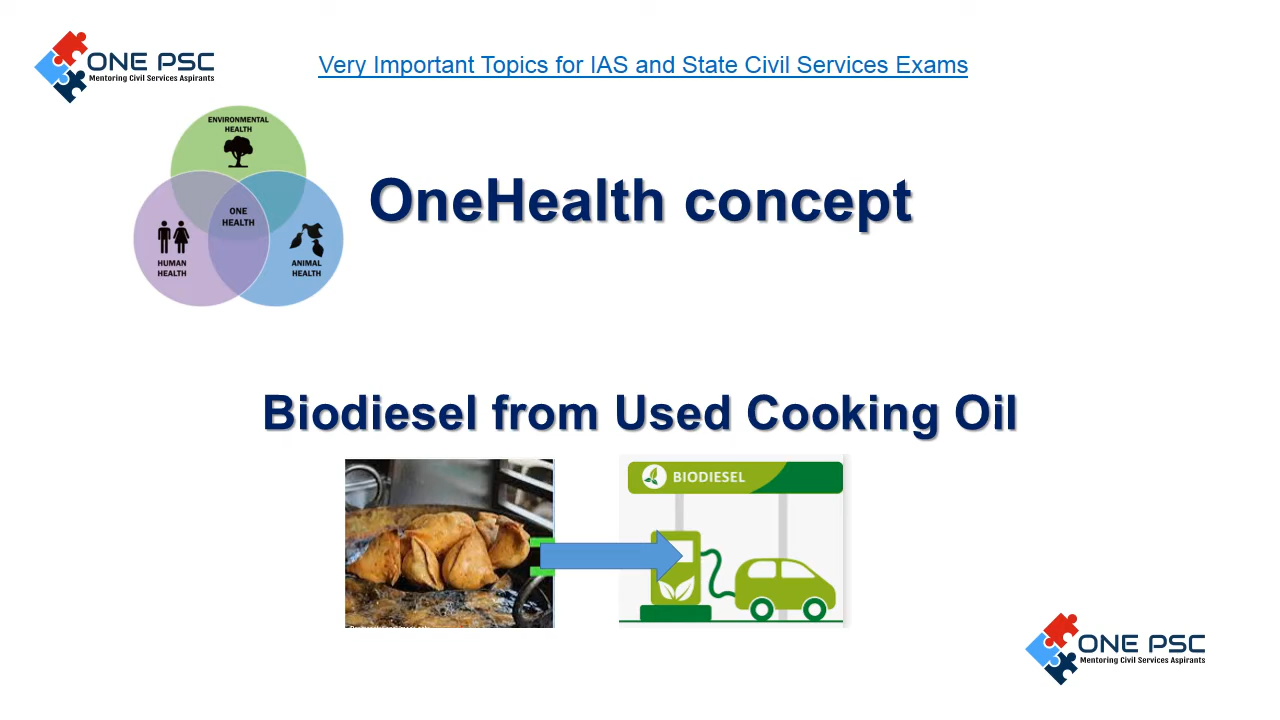 ONE PSC
Mentoring Civil Services Aspirants
Very Important Topics for IAS and State Civil Services Exams
ENVIRONMENTAL
HEALTH
ONE
HEALTH
HUMAN
HEALTH
ANIMAL
HEALTH
OneHealth concept
Biodiesel from Used Cooking Oil
BIODIESEL
ONE PSC
Mentoring Civil Services Aspirants